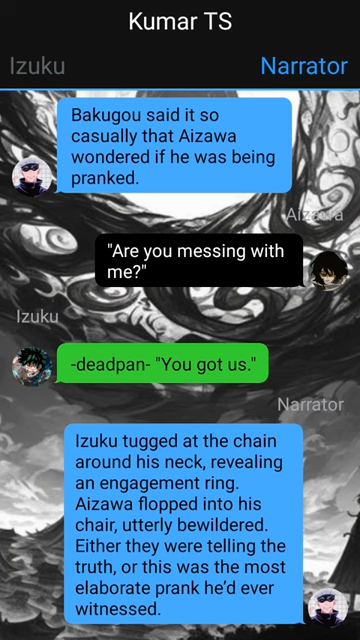 Kumar TS
Izuku
Narrator
Bakugou said it so
casually that Aizawa
wondered if he was being
pranked.
Aizawa
"Are you messing with
me?"
Izuku
-deadpan- "You got us."
Narrator
Izuku tugged at the chain
around his neck, revealing
an engagement ring.
Aizawa flopped into his
chair, utterly bewildered.
Either they were telling the
truth, or this was the most
elaborate prank he’d ever
witnessed.